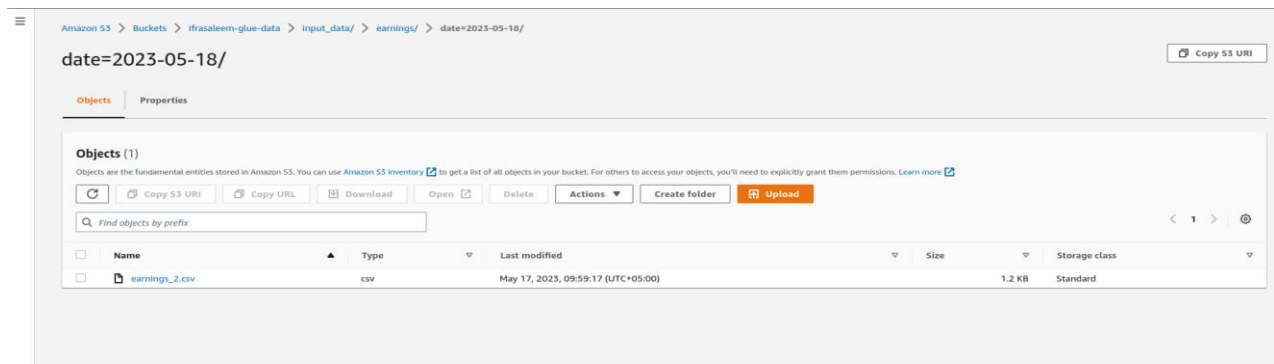 Amazon S3 > Buckets > ifrasaleem-glue-data > input_data/ > earnings/ > date=2023-05-18/
date=2023-05-18/
Copy S3 URI
Objects Properties
Objects (1)
Objects are the fundamental entities stored in Amazon S3. You can use Amazon S3 inventory to get a list of all objects in your bucket. For others to access your objects, you'll need to explicitly grant them permissions. Learn more
Copy S3 URI Copy URL Download Open Delete Actions Create folder Upload
Find objects by prefix
< 1 >
Name Type Last modified Size Storage class
earnings_2.csv csv May 17, 2023, 09:59:17 (UTC+05:00) 1.2 KB Standard